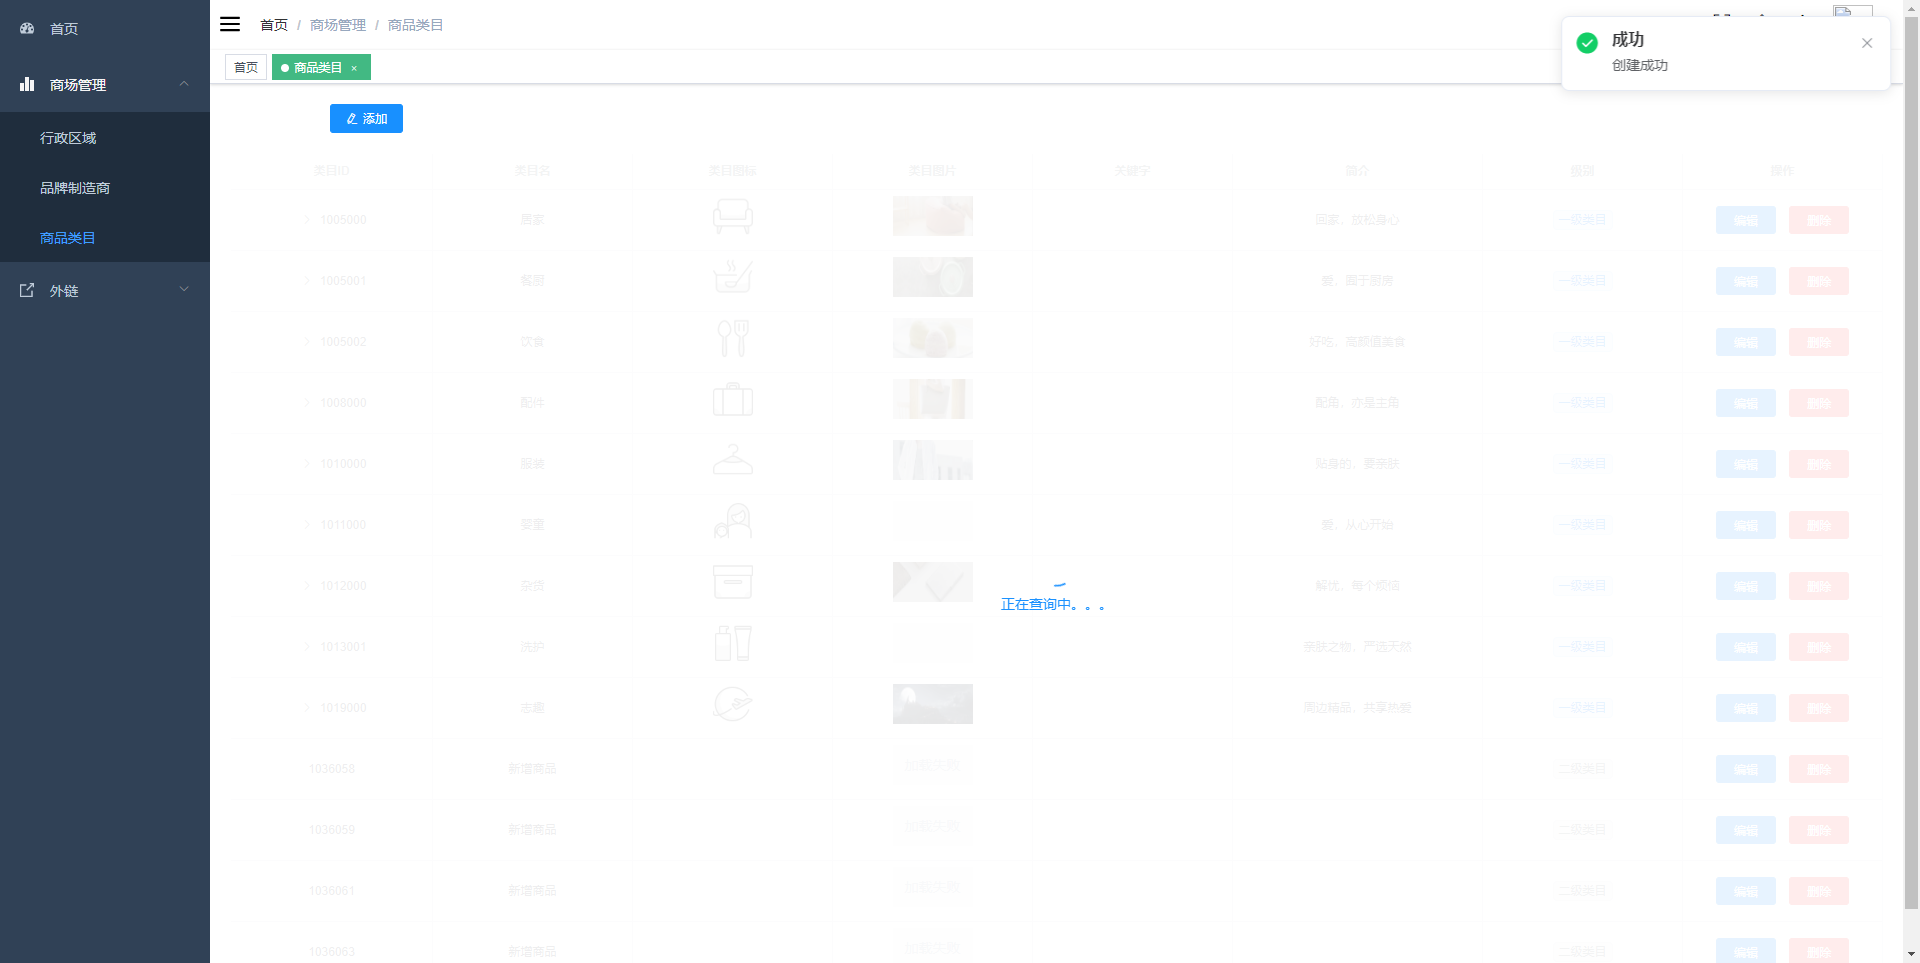 首页
商场管理
行政区域
品牌制造商
商品类目
外链
首页 / 商场管理 / 商品类目
首页
商品类目 ×
成功
创建成功
添加
类目ID 类目名 类目图标 类目图片 关键字 简介 级别 操作
1005000 居家 回家，放松身心 一级类目 编辑 删除
1005001 餐厨 爱，囿于厨房 一级类目 编辑 删除
1005002 饮食 好吃，高颜值美食 一级类目 编辑 删除
1008000 配件 配角，亦是主角 一级类目 编辑 删除
1010000 服装 贴身的，要亲肤 一级类目 编辑 删除
1011000 婴童 爱，从心开始 一级类目 编辑 删除
1012000 杂货 解忧，每个烦恼 一级类目 编辑 删除
正在查询中。。。
1013001 洗护 亲肤之物，严选天然 一级类目 编辑 删除
1019000 志趣 周边精品，共享热爱 一级类目 编辑 删除
1036058 新增商品 加载失败 二级类目 编辑 删除
1036059 新增商品 加载失败 二级类目 编辑 删除
1036061 新增商品 加载失败 二级类目 编辑 删除
1036063 新增商品 加载失败 二级类目 编辑 删除